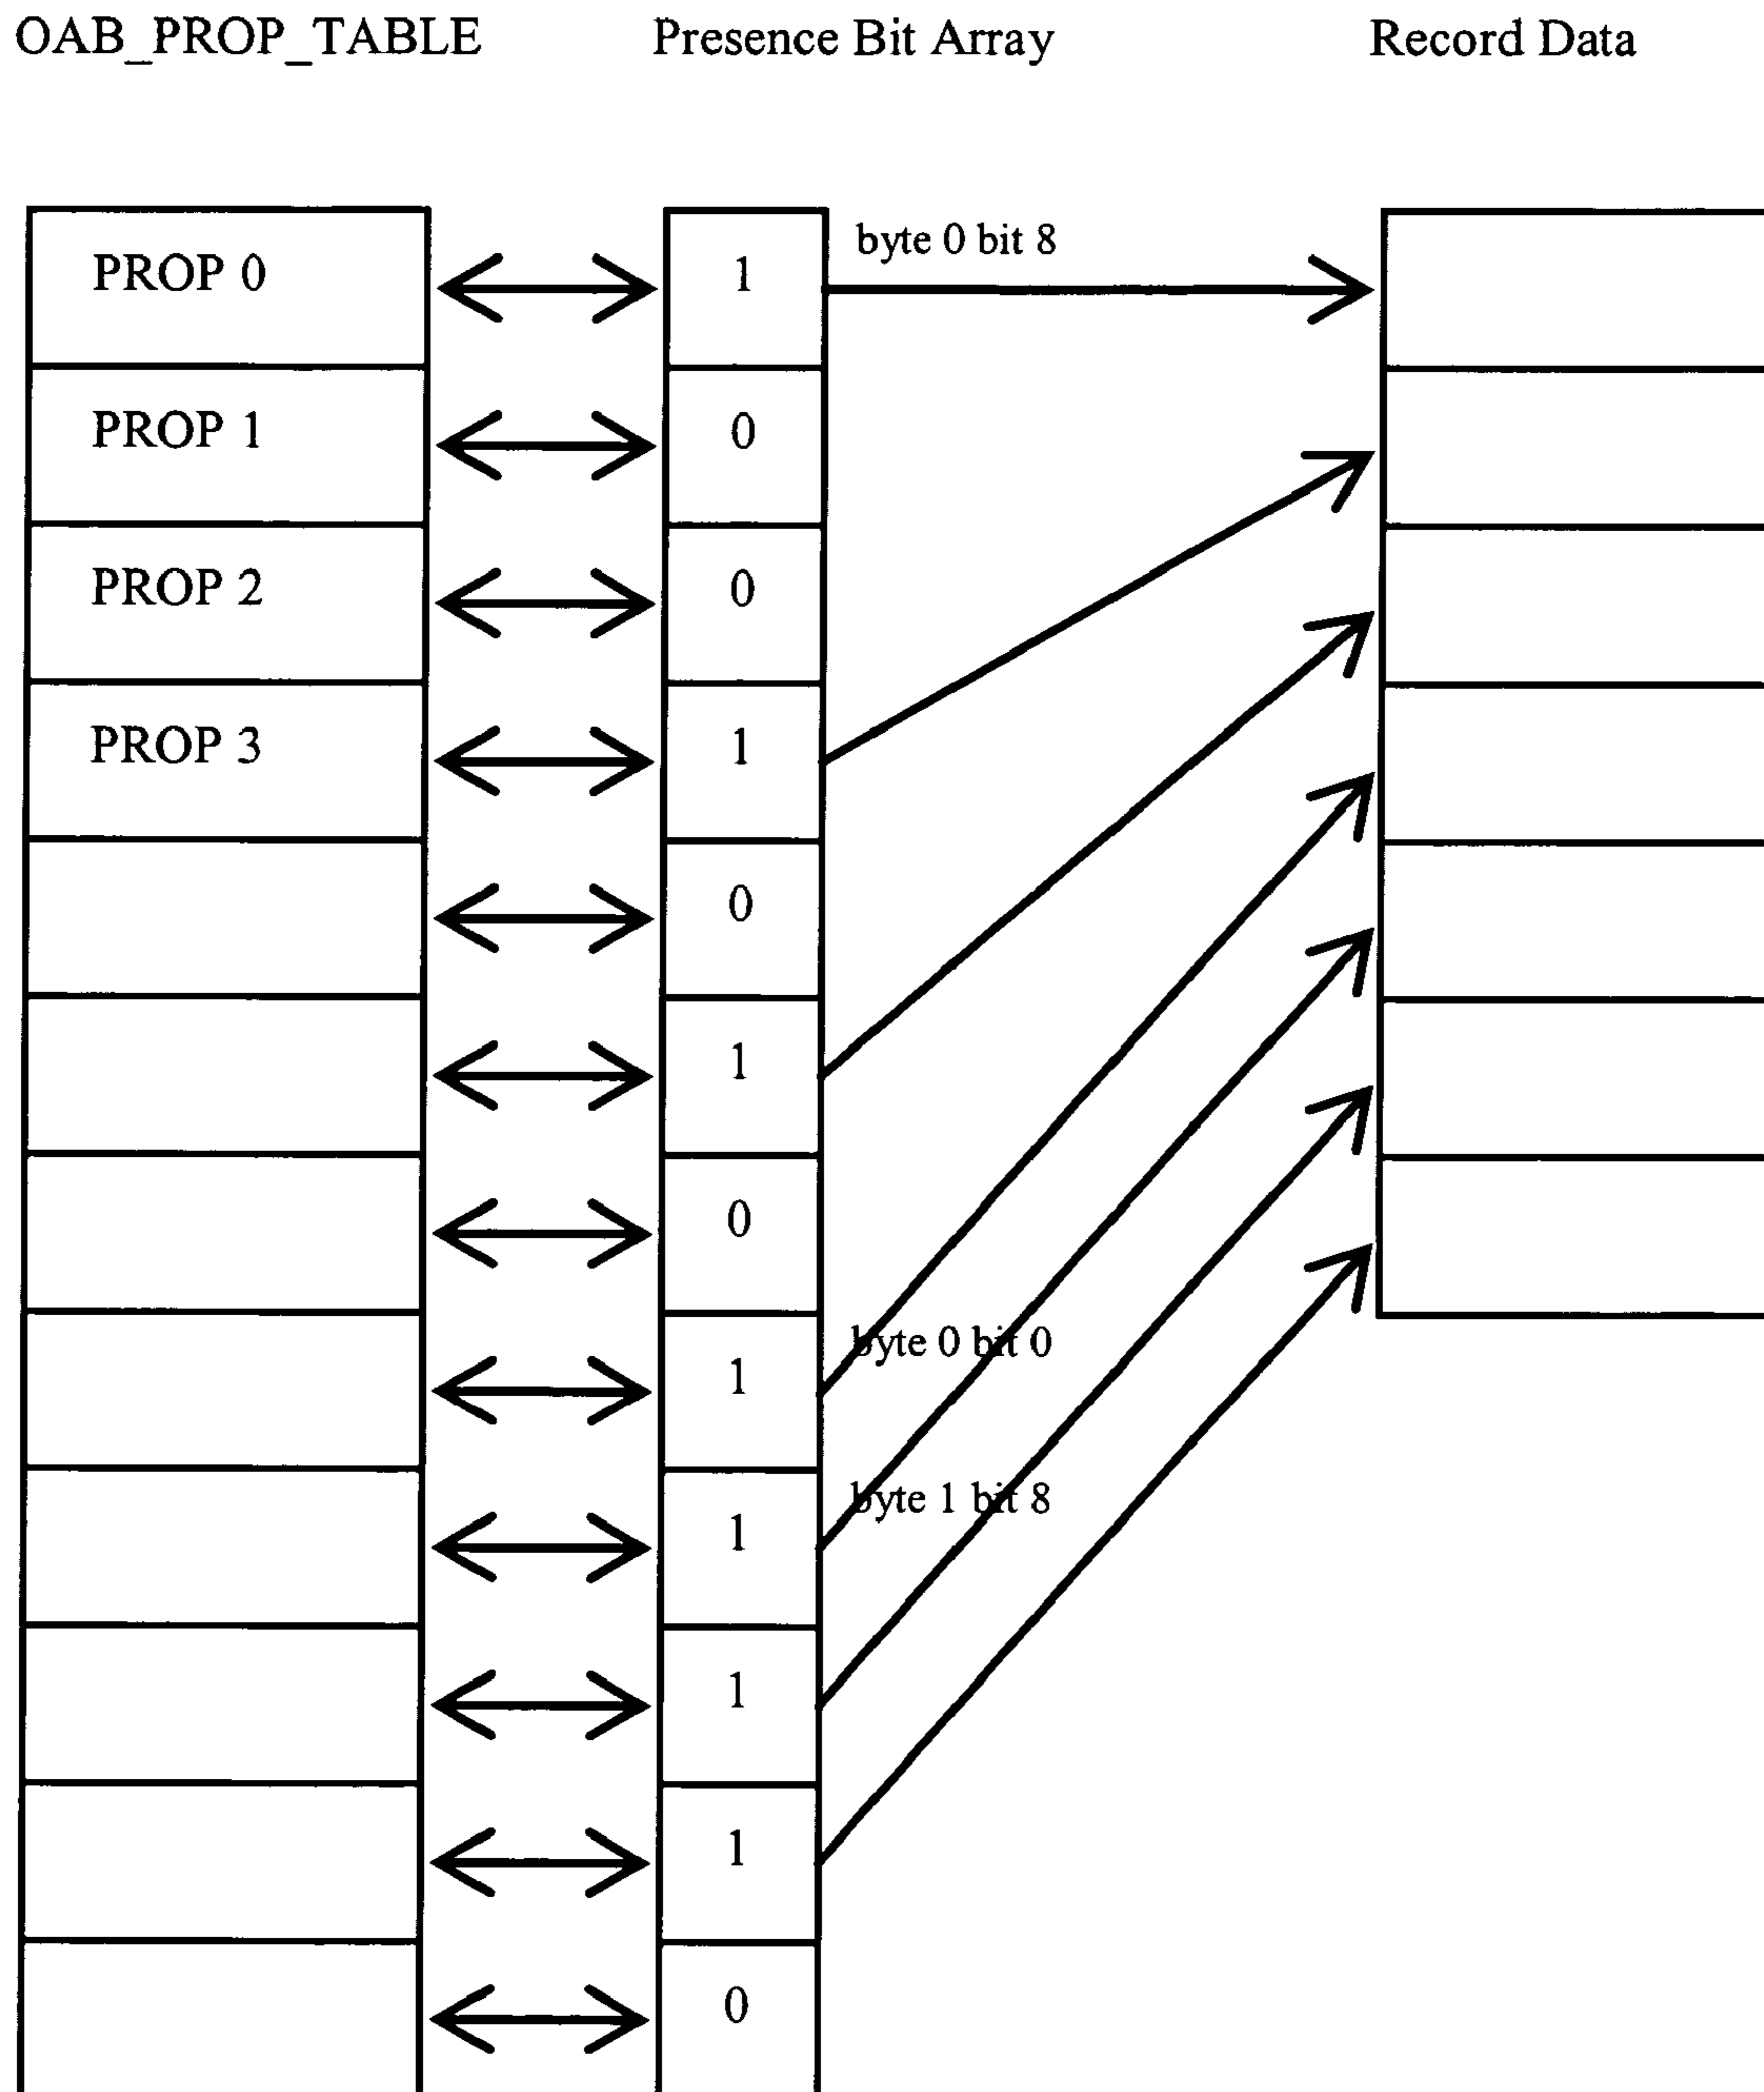 OAB_PROP_TABLE Presence Bit Array Record Data
byte 0 bit 8
PROP 0 1
PROP 1 0
PROP 2 0
PROP 3 1
0
1
0
byte 0 bit 0
1
byte 1 bit 8
1
1
1
0